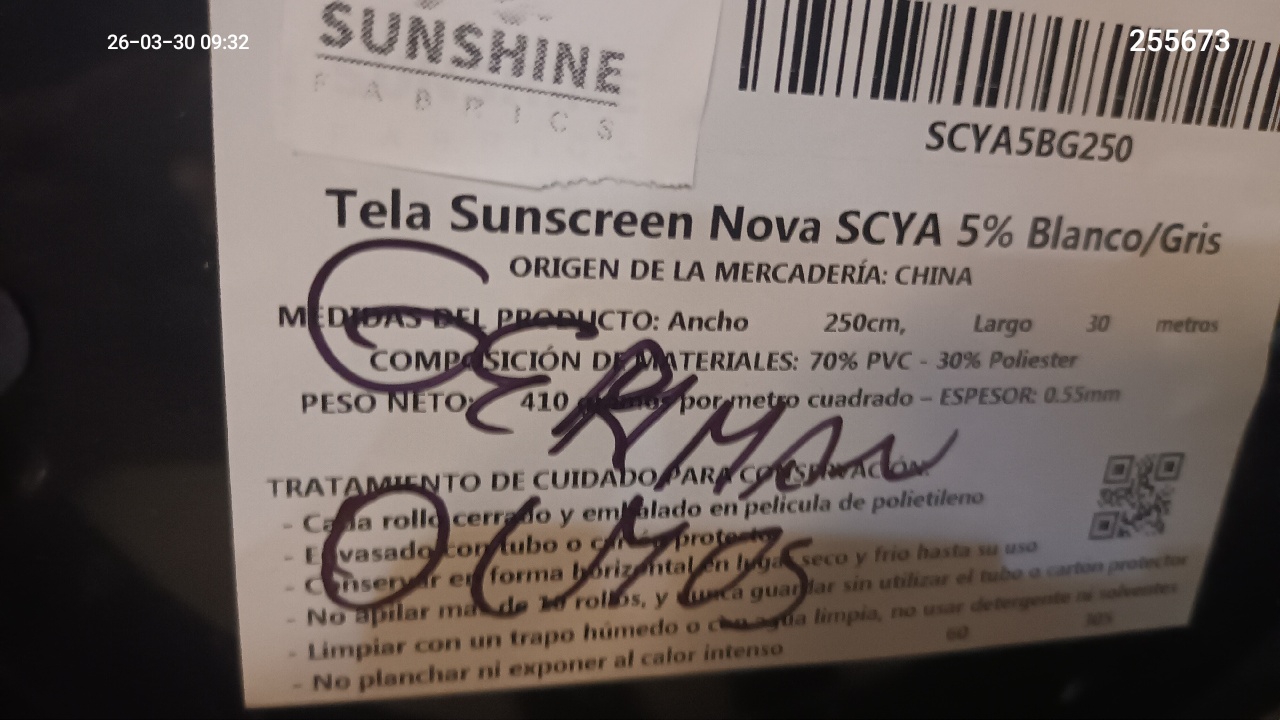 26-03-30 09:32
255673
SUNSHINE
FABRICS
SCYA5BG250
Tela Sunscreen Nova SCYA 5% Blanco/Gris
ORIGEN DE LA MERCADERÍA: CHINA
MEDIDAS DEL PRODUCTO: Ancho 250cm, Largo 30 metros
COMPOSICIÓN DE MATERIALES: 70% PVC - 30% Poliester
PESO NETO: 410 gramos por metro cuadrado – ESPESOR: 0.55mm
GERMAN
OLMOS
TRATAMIENTO DE CUIDADO PARA CONSERVACIÓN:
- Cada rollo cerrado y embalado en pelicula de polietileno
- Envasado con tubo o cartón protector
- Conservar en forma horizontal en lugar seco y frio hasta su uso
- No apilar mas de 10 rollos, y nunca guardar sin utilizar el tubo o carton protector
- Limpiar con un trapo húmedo o con agua limpia, no usar detergente ni solventes
- No planchar ni exponer al calor intenso